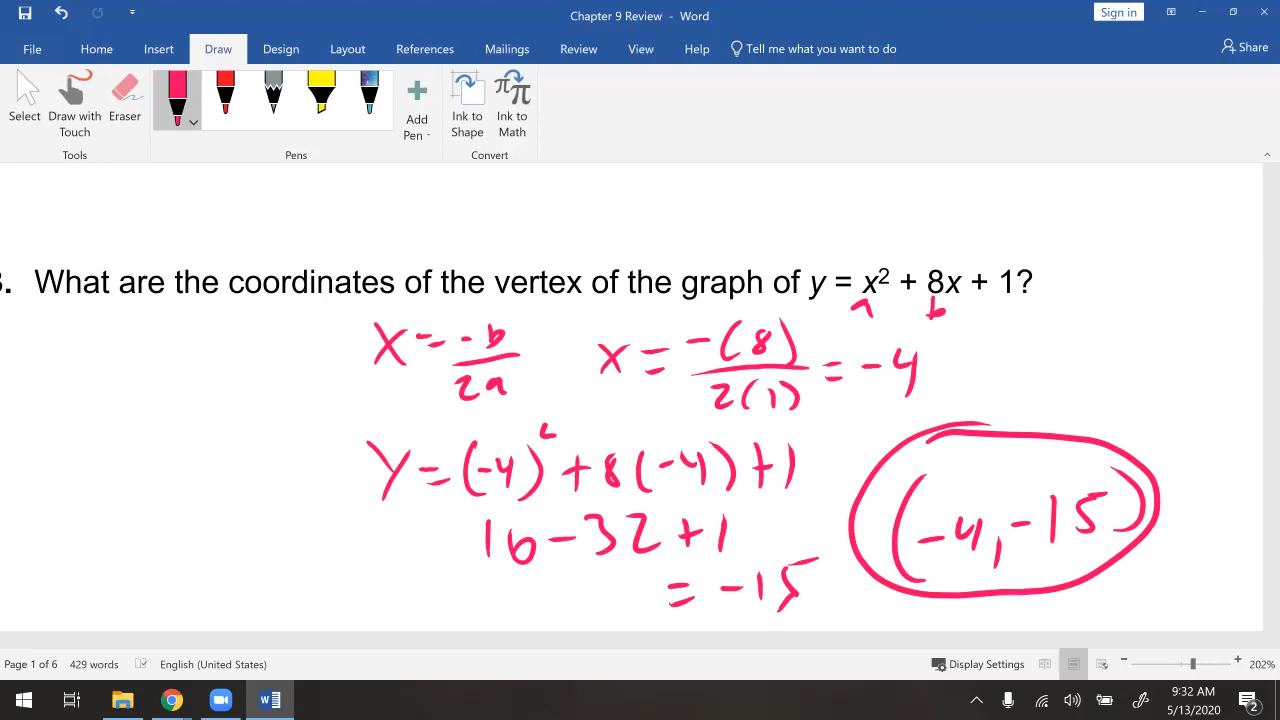 Chapter 9 Review - Word
Sign in
File Home Insert Draw Design Layout References Mailings Review View Help Tell me what you want to do Share
Select
Draw with Touch
Eraser
Add Pen
Ink to Shape
Ink to Math
Tools Pens Convert
. What are the coordinates of the vertex of the graph of y = x² + 8x + 1?
a b
x = -b/2a x = -(8)/2(1) = -4
y = (-4)² + 8(-4) + 1
16 - 32 + 1
= -15
(-4, -15)
Page 1 of 6 429 words English (United States) Display Settings 202%
9:32 AM
5/13/2020
2